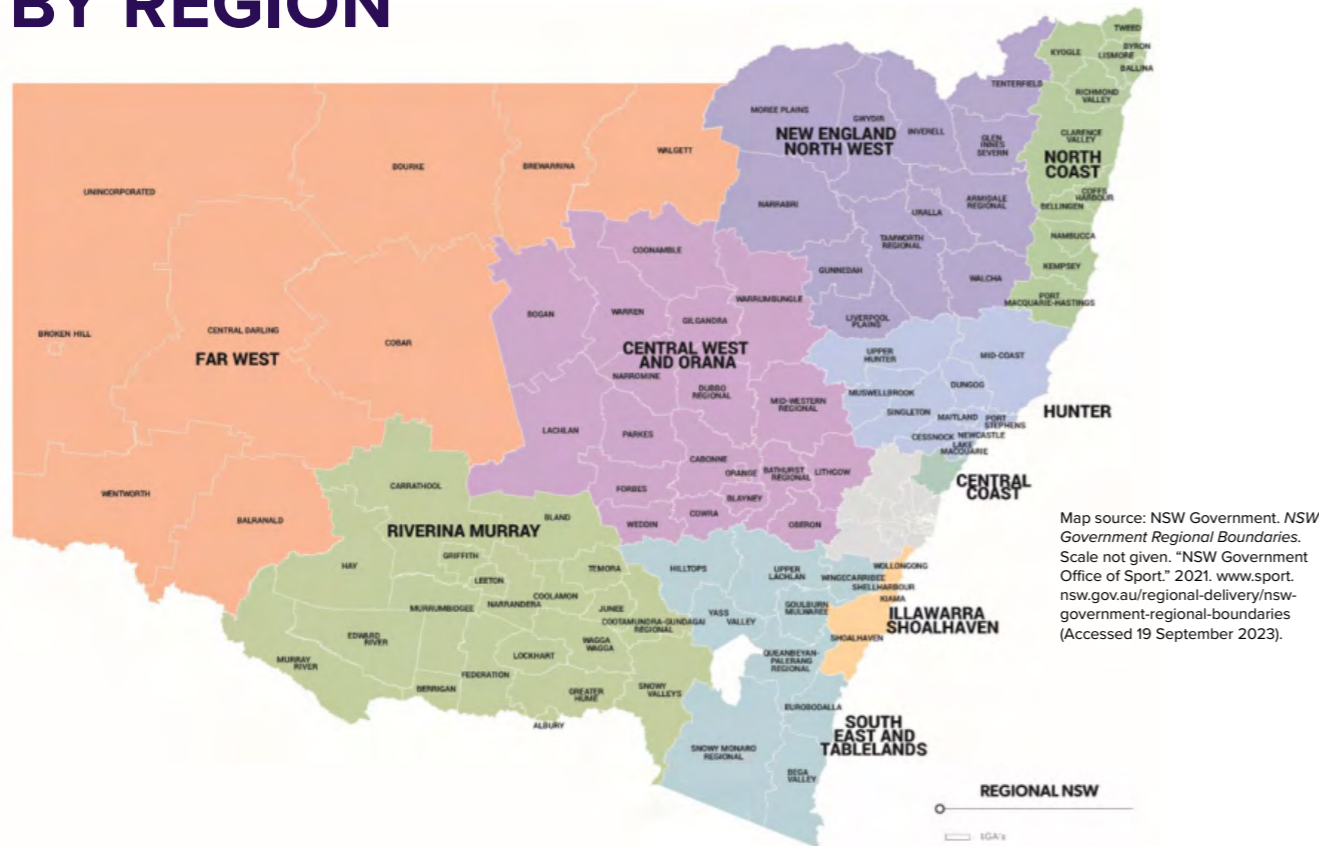 BY REGION
TWEED
KYOGLE
BYRON
LISMORE
BALLINA
TENTERFIELD
RICHMOND
VALLEY
MOREE PLAINS
GWYDIR
INVERELL
NEW ENGLAND
NORTH WEST
GLEN
INNES
SEVERN
CLARENCE
VALLEY
NORTH
COAST
WALGETT
BOURKE
BREWARRINA
UNINCORPORATED
COFFS
HARBOUR
BELLINGEN
NARRABRI
ARMIDALE
REGIONAL
URALLA
NAMBUCCA
TAMWORTH
REGIONAL
COONAMBLE
KEMPSEY
GUNNEDAH
WALCHA
PORT
MACQUARIE-HASTINGS
WARRUMBUNGLE
BOGAN
WARREN
GILGANDRA
LIVERPOOL
PLAINS
CENTRAL DARLING
BROKEN HILL
FAR WEST
COBAR
CENTRAL WEST
AND ORANA
UPPER
HUNTER
MID-COAST
NARROMINE
DUBBO
REGIONAL
MID-WESTERN
REGIONAL
MUSWELLBROOK
DUNGOG
HUNTER
SINGLETON
MAITLAND
PORT
STEPHENS
LACHLAN
PARKES
CESSNOCK
NEWCASTLE
LAKE
MACQUARIE
CABONNE
ORANGE
BATHURST
REGIONAL
LITHGOW
CENTRAL
COAST
WENTWORTH
CARRATHOOL
FORBES
BLAYNEY
COWRA
WEDDIN
OBERON
BALRANALD
RIVERINA MURRAY
BLAND
Map source: NSW Government. NSW
Government Regional Boundaries.
Scale not given. “NSW Government
Office of Sport.” 2021. www.sport.
nsw.gov.au/regional-delivery/nsw-
government-regional-boundaries
(Accessed 19 September 2023).
HAY
GRIFFITH
LEETON
TEMORA
HILLTOPS
UPPER
LACHLAN
WINGECARRIBEE
WOLLONGONG
SHELLHARBOUR
KIAMA
COOLAMON
NARRANDERA
MURRUMBIDGEE
JUNEE
COOTAMUNDRA-GUNDAGAI
REGIONAL
YASS
VALLEY
GOULBURN
MULWAREE
ILLAWARRA
SHOALHAVEN
SHOALHAVEN
EDWARD
RIVER
WAGGA
WAGGA
LOCKHART
QUEANBEYAN-
PALERANG
REGIONAL
MURRAY
RIVER
FEDERATION
BERRIGAN
GREATER
HUME
SNOWY
VALLEYS
ALBURY
EUROBODALLA
SOUTH
EAST AND
TABLELANDS
SNOWY MONARO
REGIONAL
BEGA
VALLEY
REGIONAL NSW
LGA's